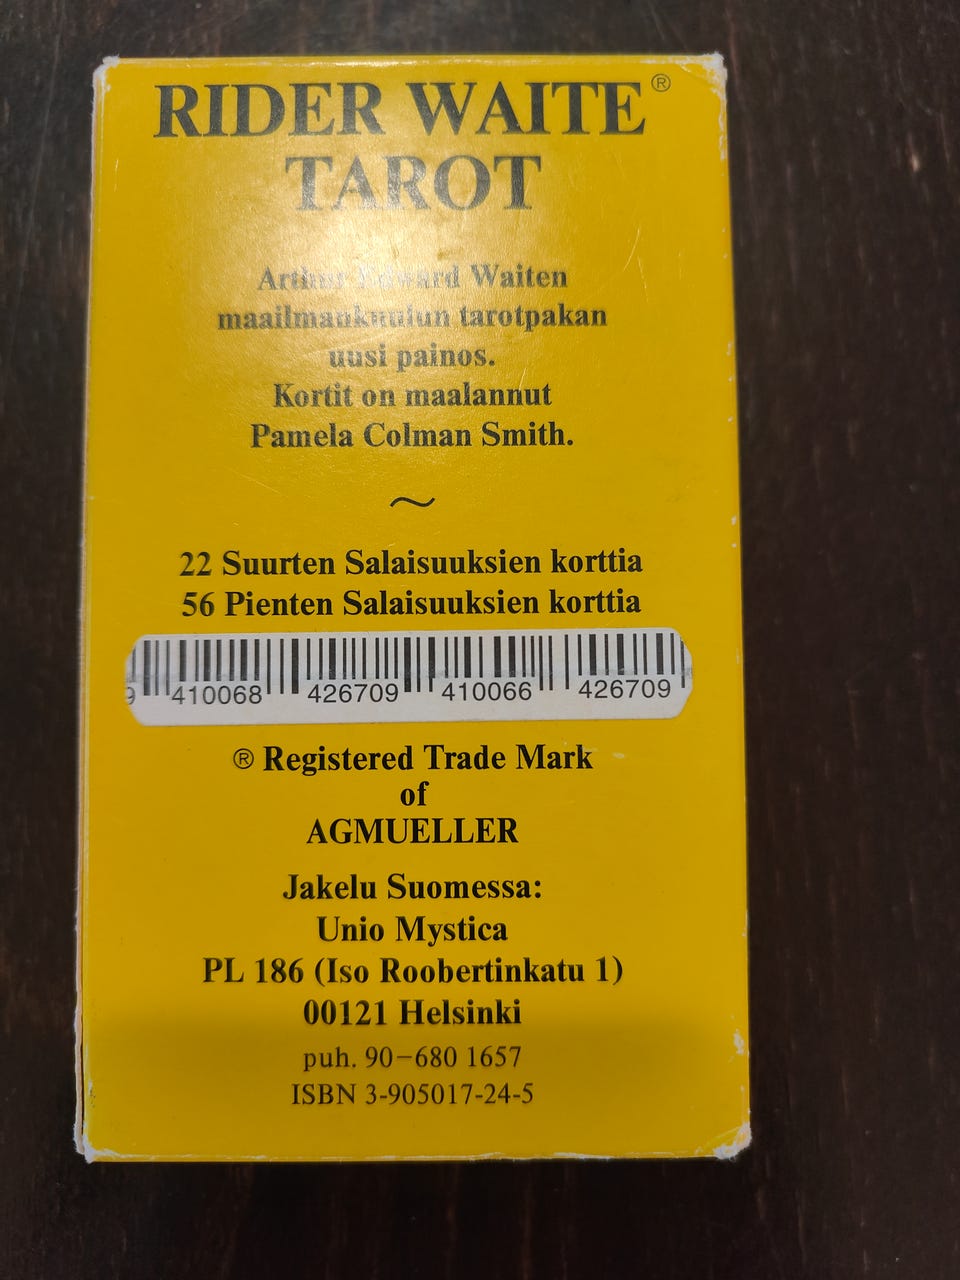 RIDER WAITE®
TAROT
Arthur Edward Waiten
maailmankuulun tarotpakan
uusi painos.
Kortit on maalannut
Pamela Colman Smith.
~
22 Suurten Salaisuuksien korttia
56 Pienten Salaisuuksien korttia
9 410068 426709 410066 426709
® Registered Trade Mark
of
AGMUELLER
Jakelu Suomessa:
Unio Mystica
PL 186 (Iso Roobertinkatu 1)
00121 Helsinki
puh. 90–680 1657
ISBN 3-905017-24-5